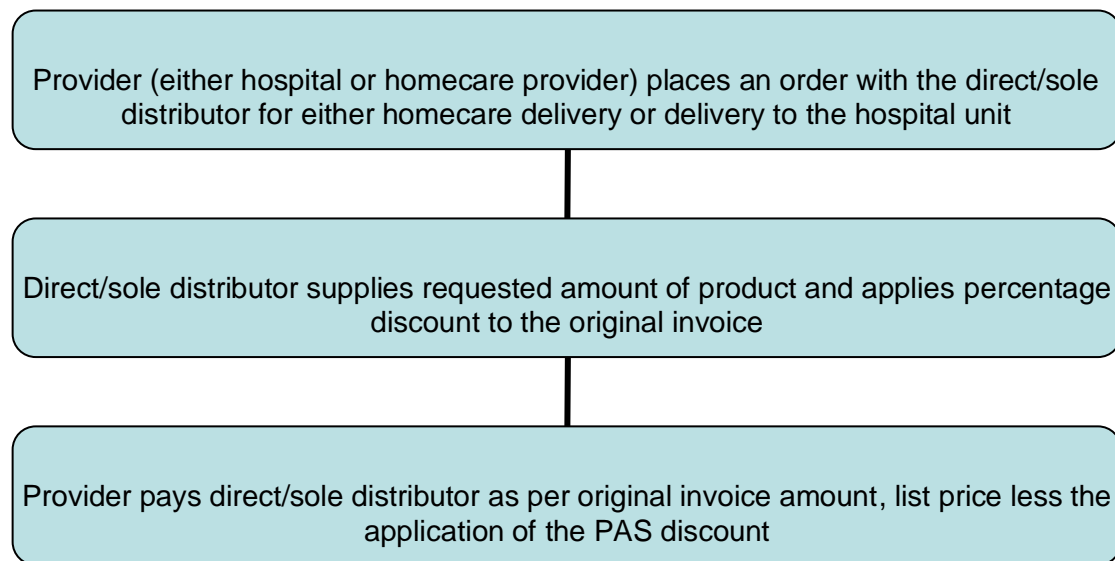 Provider (either hospital or homecare provider) places an order with the direct/sole
distributor for either homecare delivery or delivery to the hospital unit
Direct/sole distributor supplies requested amount of product and applies percentage
discount to the original invoice
Provider pays direct/sole distributor as per original invoice amount, list price less the
application of the PAS discount